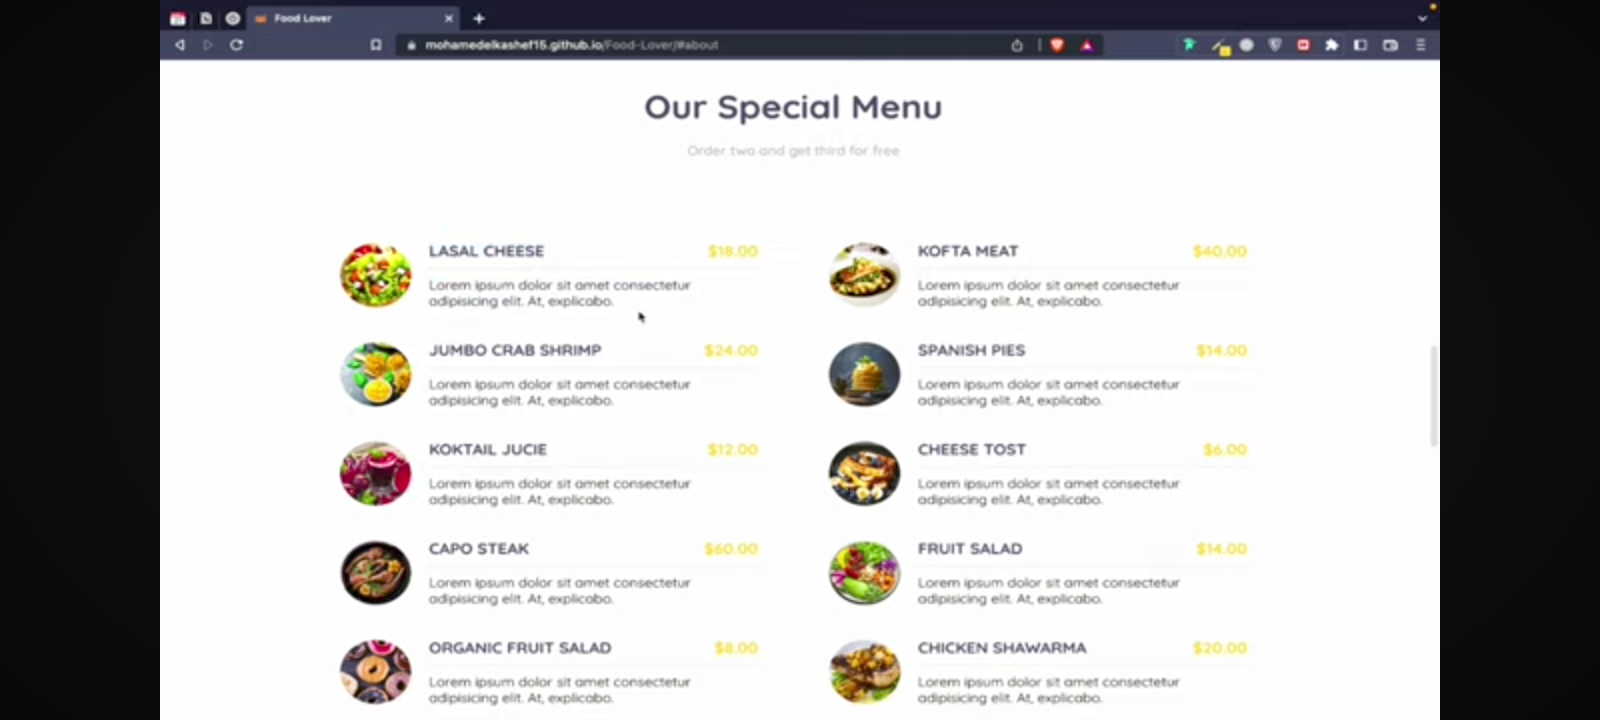 Food Lover
mohamedelkashef15.github.io/Food-Lover/#about
Our Special Menu
Order two and get third for free
LASAL CHEESE $18.00
Lorem ipsum dolor sit amet consectetur
adipisicing elit. At, explicabo.
JUMBO CRAB SHRIMP $24.00
Lorem ipsum dolor sit amet consectetur
adipisicing elit. At, explicabo.
KOKTAIL JUCIE $12.00
Lorem ipsum dolor sit amet consectetur
adipisicing elit. At, explicabo.
CAPO STEAK $60.00
Lorem ipsum dolor sit amet consectetur
adipisicing elit. At, explicabo.
ORGANIC FRUIT SALAD $8.00
Lorem ipsum dolor sit amet consectetur
adipisicing elit. At, explicabo.
KOFTA MEAT $40.00
Lorem ipsum dolor sit amet consectetur
adipisicing elit. At, explicabo.
SPANISH PIES $14.00
Lorem ipsum dolor sit amet consectetur
adipisicing elit. At, explicabo.
CHEESE TOST $6.00
Lorem ipsum dolor sit amet consectetur
adipisicing elit. At, explicabo.
FRUIT SALAD $14.00
Lorem ipsum dolor sit amet consectetur
adipisicing elit. At, explicabo.
CHICKEN SHAWARMA $20.00
Lorem ipsum dolor sit amet consectetur
adipisicing elit. At, explicabo.